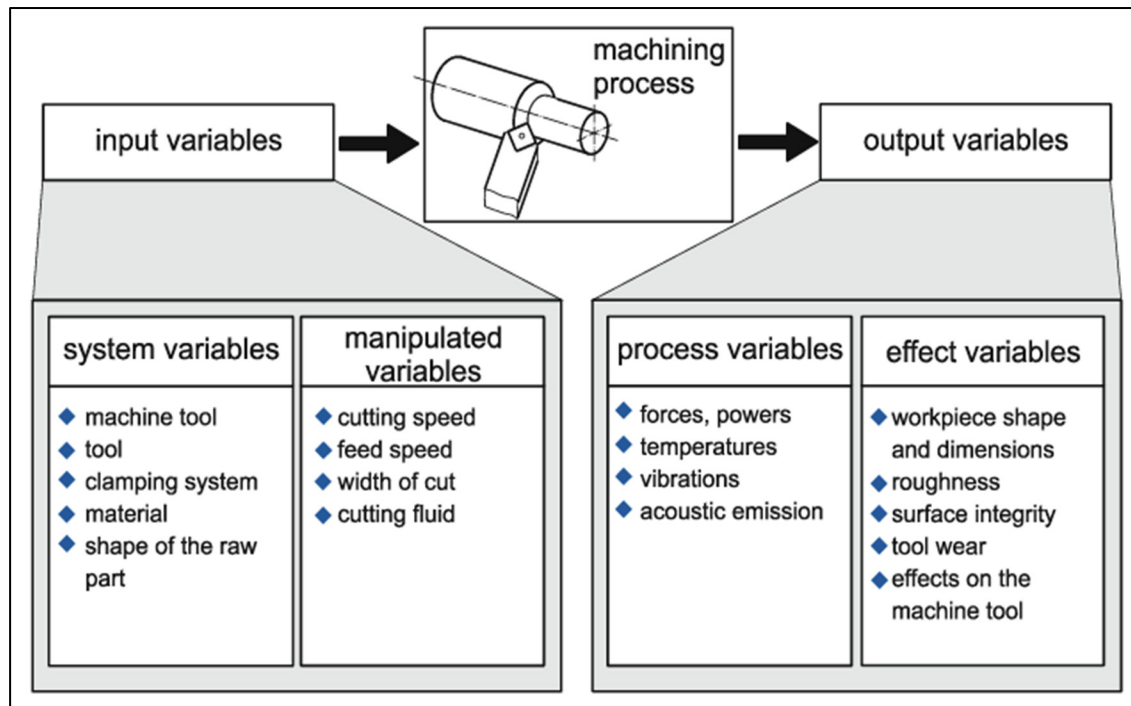 machining
process
input variables
output variables
system variables
machine tool
tool
clamping system
material
shape of the raw
part
manipulated
variables
cutting speed
feed speed
width of cut
cutting fluid
process variables
forces, powers
temperatures
vibrations
acoustic emission
effect variables
workpiece shape
and dimensions
roughness
surface integrity
tool wear
effects on the
machine tool